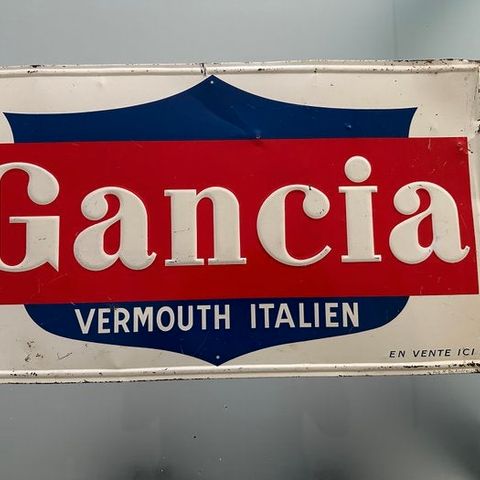 Gancia
VERMOUTH ITALIEN
EN VENTE ICI